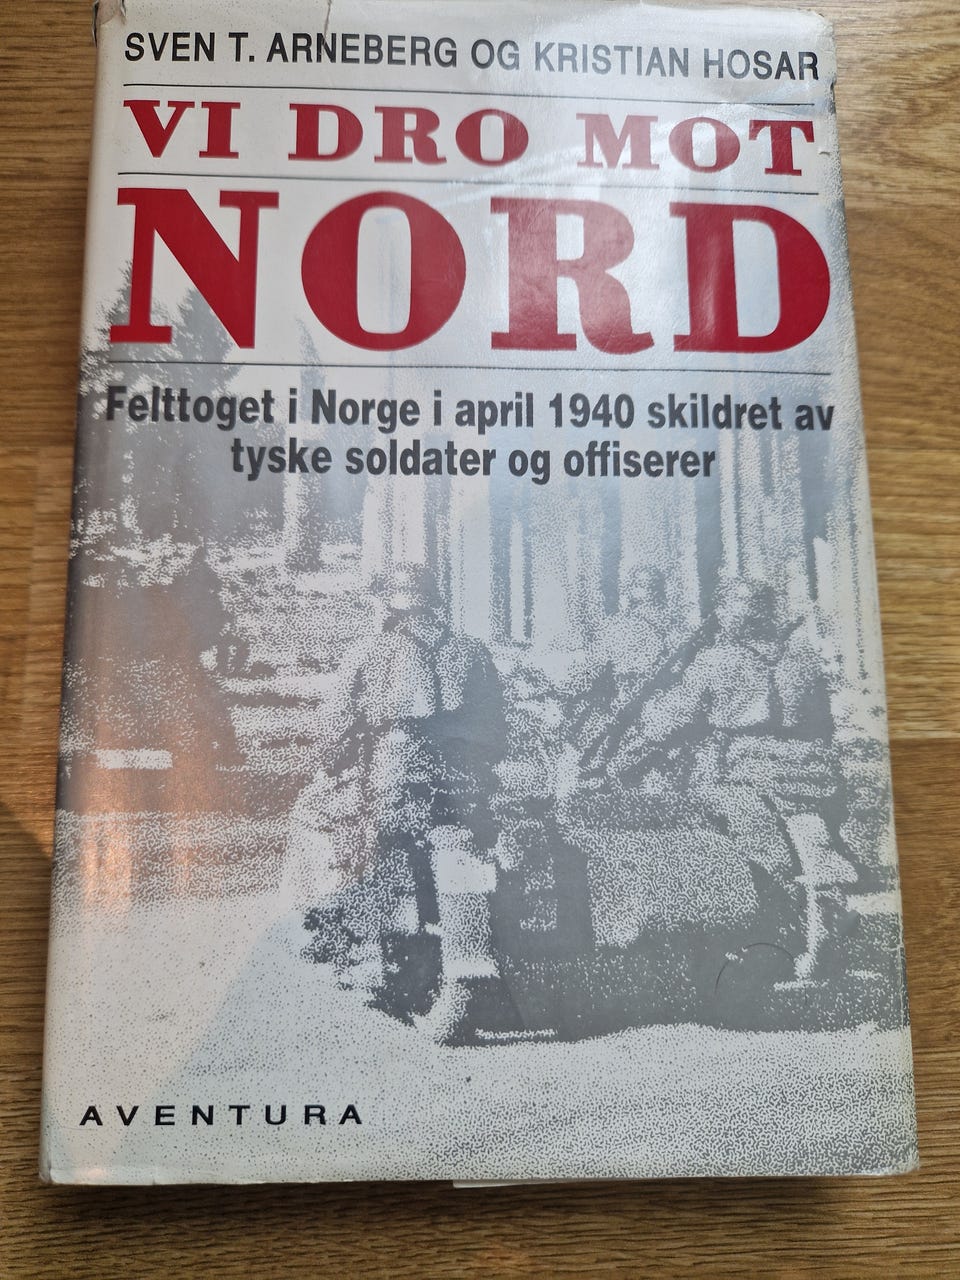 SVEN T. ARNEBERG OG KRISTIAN HOSAR
VI DRO MOT
NORD
Felttoget i Norge i april 1940 skildret av
tyske soldater og offiserer
AVENTURA